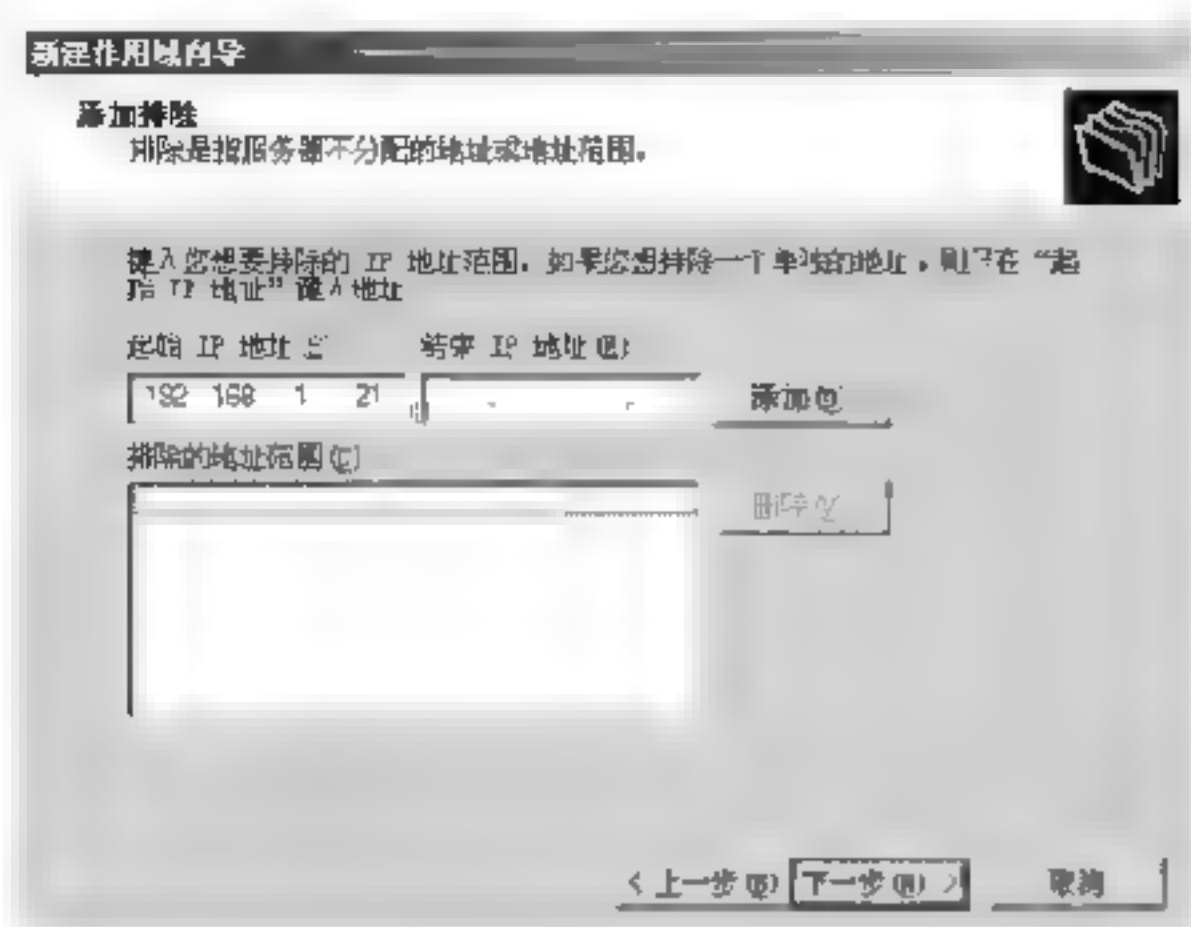 新建作用域向导
添加排除
排除是指服务器不分配的地址或地址范围。
键入您想要排除的 IP 地址范围。如果您想排除一个单独的地址，则只在“起
始 IP 地址”键入地址
起始 IP 地址(S) 结束 IP 地址(E):
192 168 1 21 添加(D)
排除的地址范围(C)
删除(V)
< 上一步(B) 下一步(N) > 取消